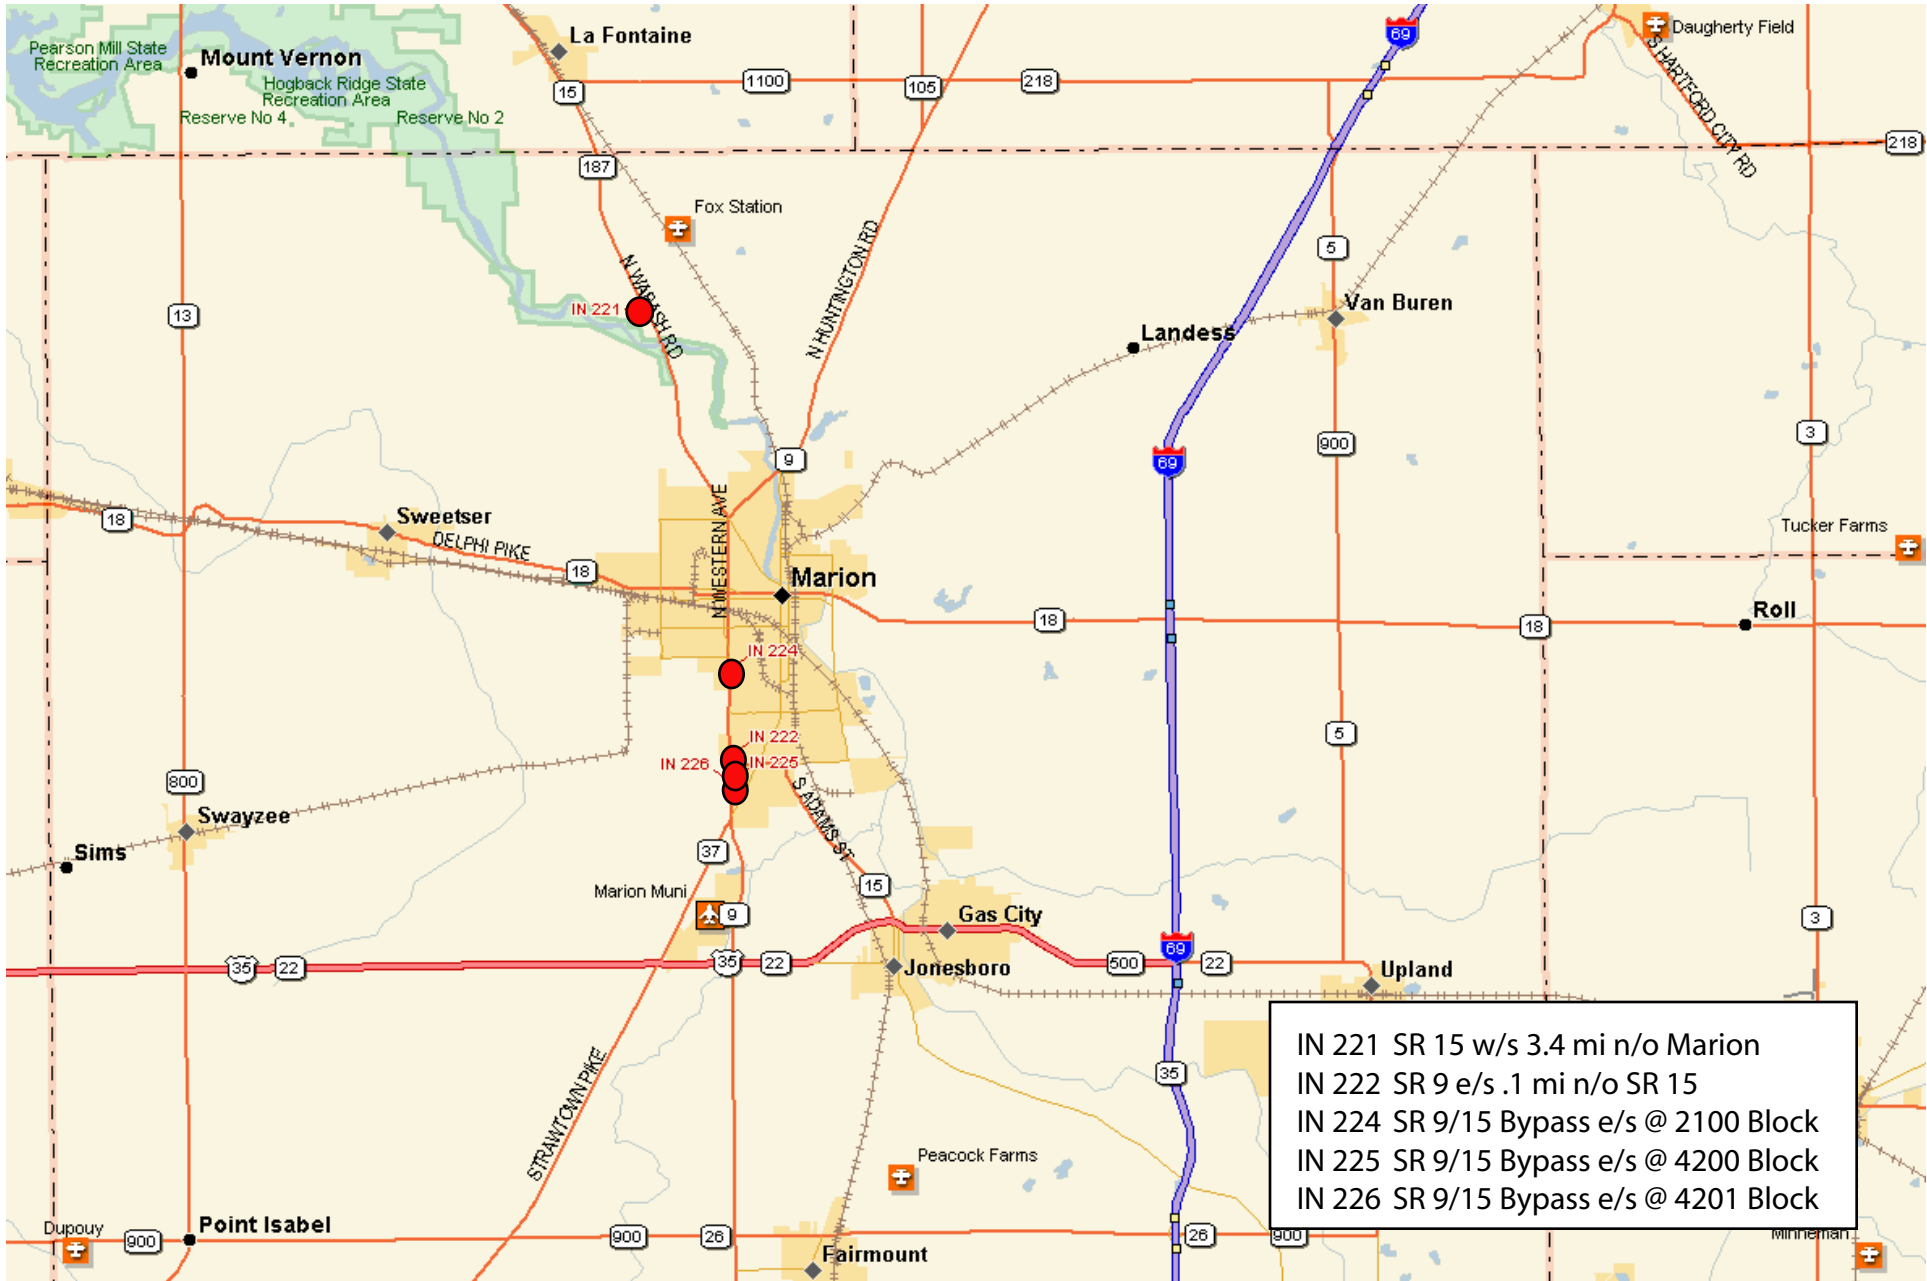 Pearson Mill State
Recreation Area
Mount Vernon
Hogback Ridge State
Recreation Area
Reserve No 4
Reserve No 2
La Fontaine
15
1100
105
218
69
Daugherty Field
S HARTFORD CITY RD
218
187
Fox Station
N WABASH RD
N HUNTINGTON RD
5
13
IN 221
Van Buren
Landess
3
900
9
69
N WESTERN AVE
18
Sweetser
DELPHI PIKE
18
Marion
Tucker Farms
18
18
Roll
IN 224
IN 222
IN 226
IN 225
5
800
Swayzee
Sims
S ADAMS ST
37
15
Marion Muni
9
Gas City
3
35
22
35
22
Jonesboro
500
69
22
Upland
STRAWTOWN PIKE
35
IN 221 SR 15 w/s 3.4 mi n/o Marion
IN 222 SR 9 e/s .1 mi n/o SR 15
IN 224 SR 9/15 Bypass e/s @ 2100 Block
IN 225 SR 9/15 Bypass e/s @ 4200 Block
IN 226 SR 9/15 Bypass e/s @ 4201 Block
Peacock Farms
Dupouy
900
Point Isabel
900
26
Fairmount
26
900
Minneman